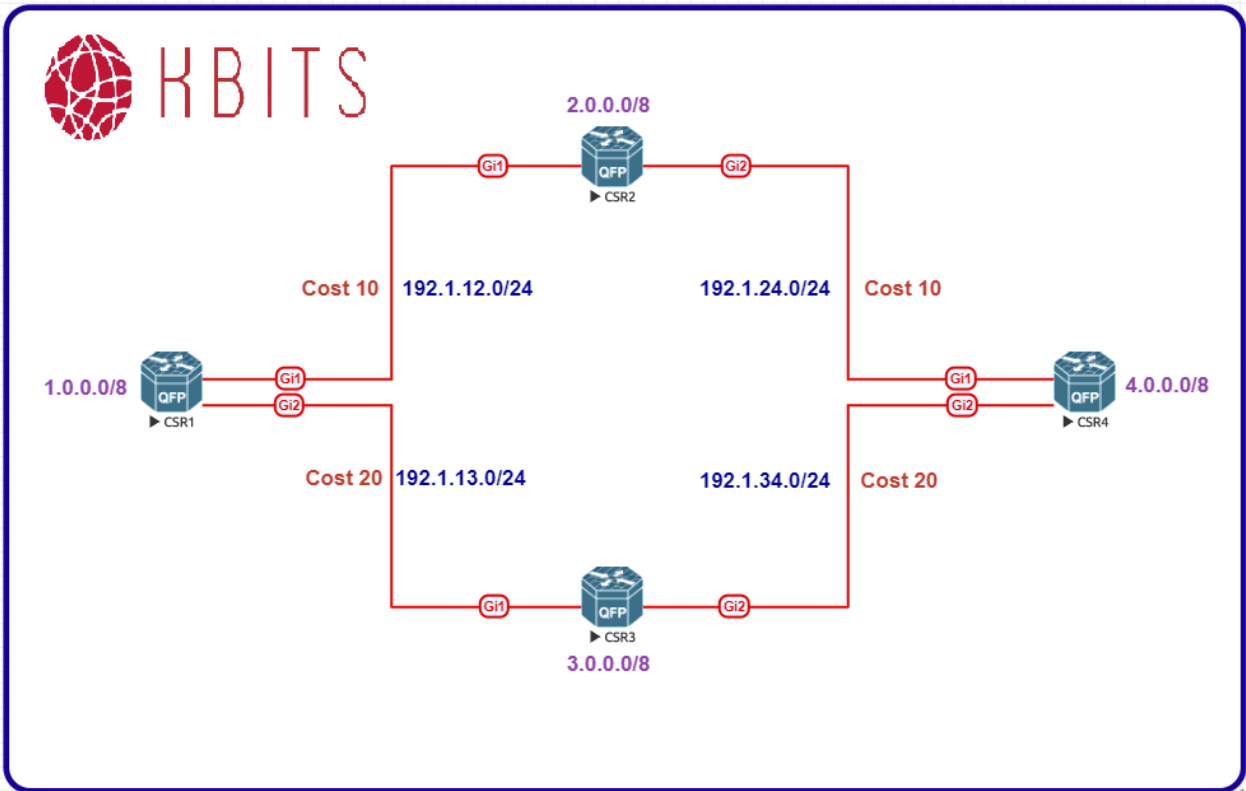 KBITS
2.0.0.0/8
Gi1
QFP
Gi2
CSR2
Cost 10
192.1.12.0/24
192.1.24.0/24
Cost 10
1.0.0.0/8
QFP
CSR1
Gi1
Gi2
Gi1
Gi2
QFP
CSR4
4.0.0.0/8
Cost 20
192.1.13.0/24
192.1.34.0/24
Cost 20
Gi1
QFP
Gi2
CSR3
3.0.0.0/8